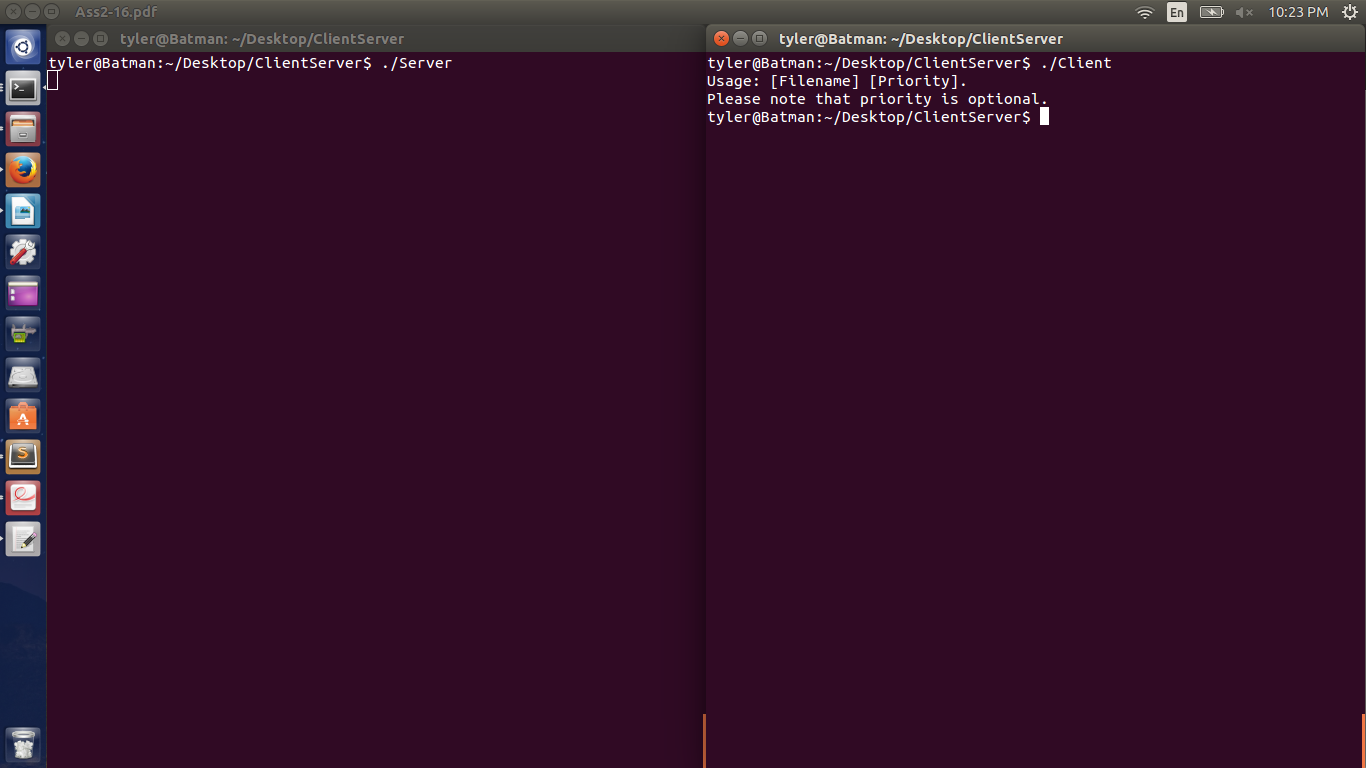 Ass2-16.pdf
En
10:23 PM
tyler@Batman: ~/Desktop/ClientServer
tyler@Batman:~/Desktop/ClientServer$ ./Server
tyler@Batman: ~/Desktop/ClientServer
tyler@Batman:~/Desktop/ClientServer$ ./Client
Usage: [Filename] [Priority].
Please note that priority is optional.
tyler@Batman:~/Desktop/ClientServer$